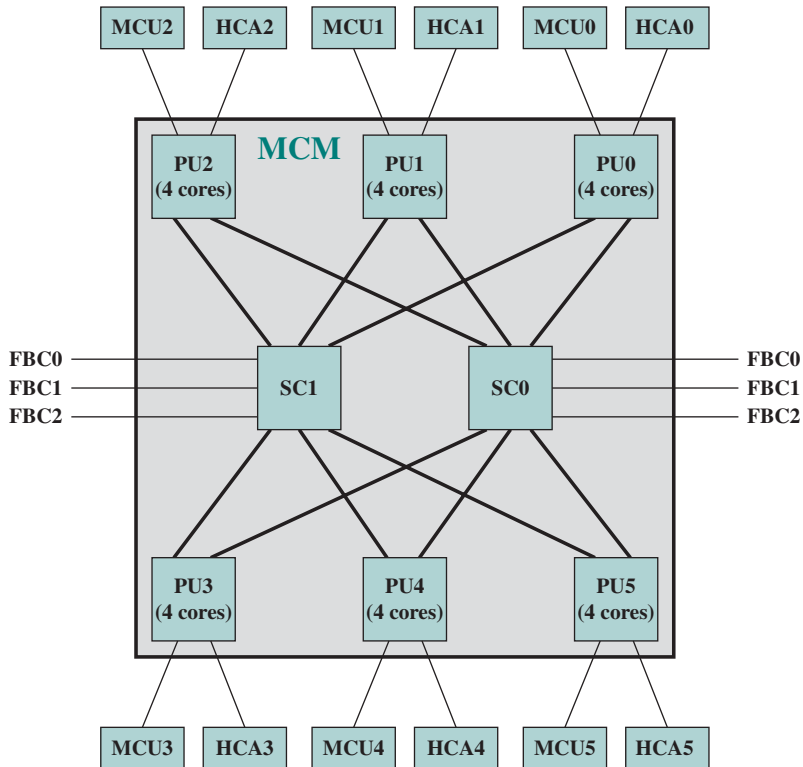 MCU2
HCA2
MCU1
HCA1
MCU0
HCA0
MCM
PU2
(4 cores)
PU1
(4 cores)
PU0
(4 cores)
FBC0
FBC1
FBC2
SC1
SC0
FBC0
FBC1
FBC2
PU3
(4 cores)
PU4
(4 cores)
PU5
(4 cores)
MCU3
HCA3
MCU4
HCA4
MCU5
HCA5